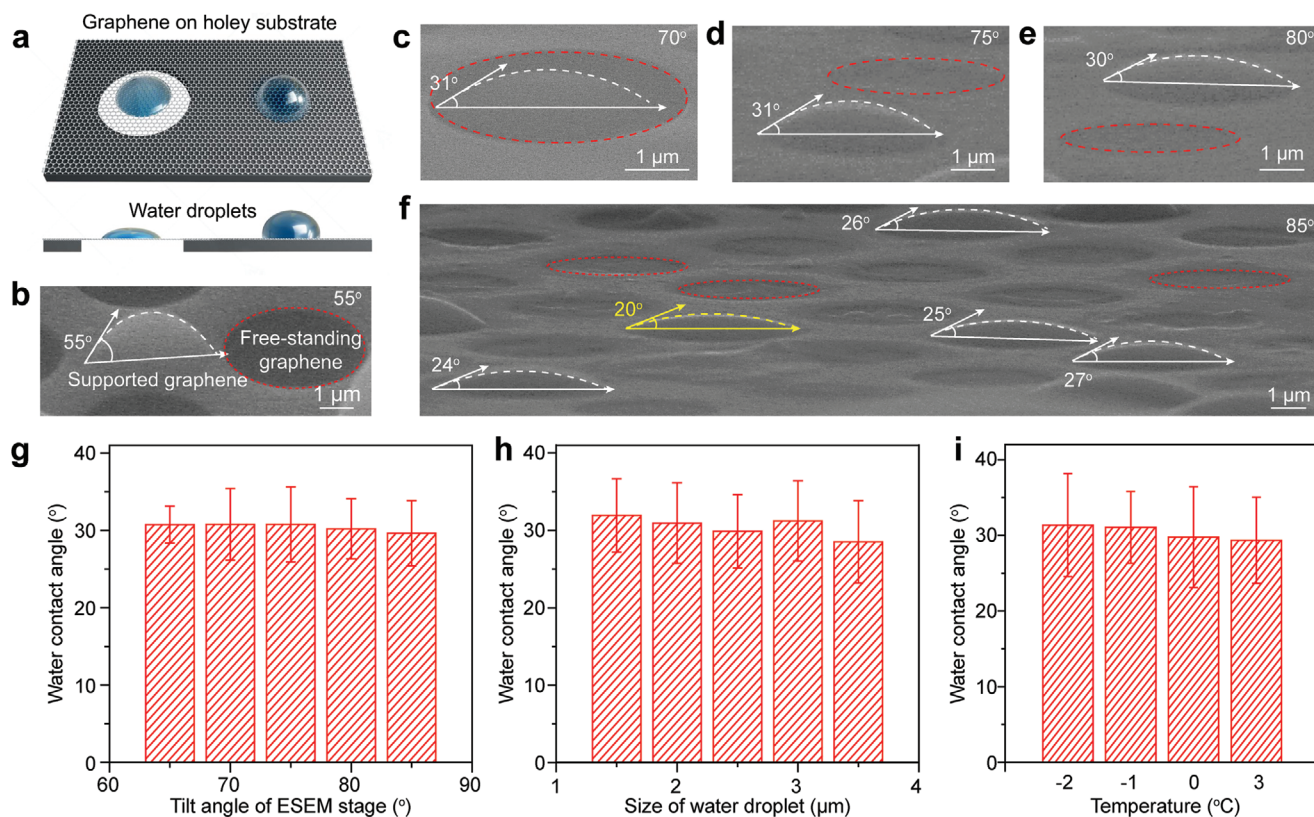 a
Graphene on holey substrate
Water droplets
b
55°
55°
Supported graphene
Free-standing
graphene
1 μm
c
70°
31°
1 μm
d
75°
31°
1 μm
e
80°
30°
1 μm
f
85°
26°
20°
25°
24°
27°
1 μm
g
Water contact angle (°)
40
30
20
10
0
60
70
80
90
Tilt angle of ESEM stage (°)
h
Water contact angle (°)
40
30
20
10
0
1
2
3
4
Size of water droplet (μm)
i
Water contact angle (°)
40
30
20
10
0
-2
-1
0
3
Temperature (°C)